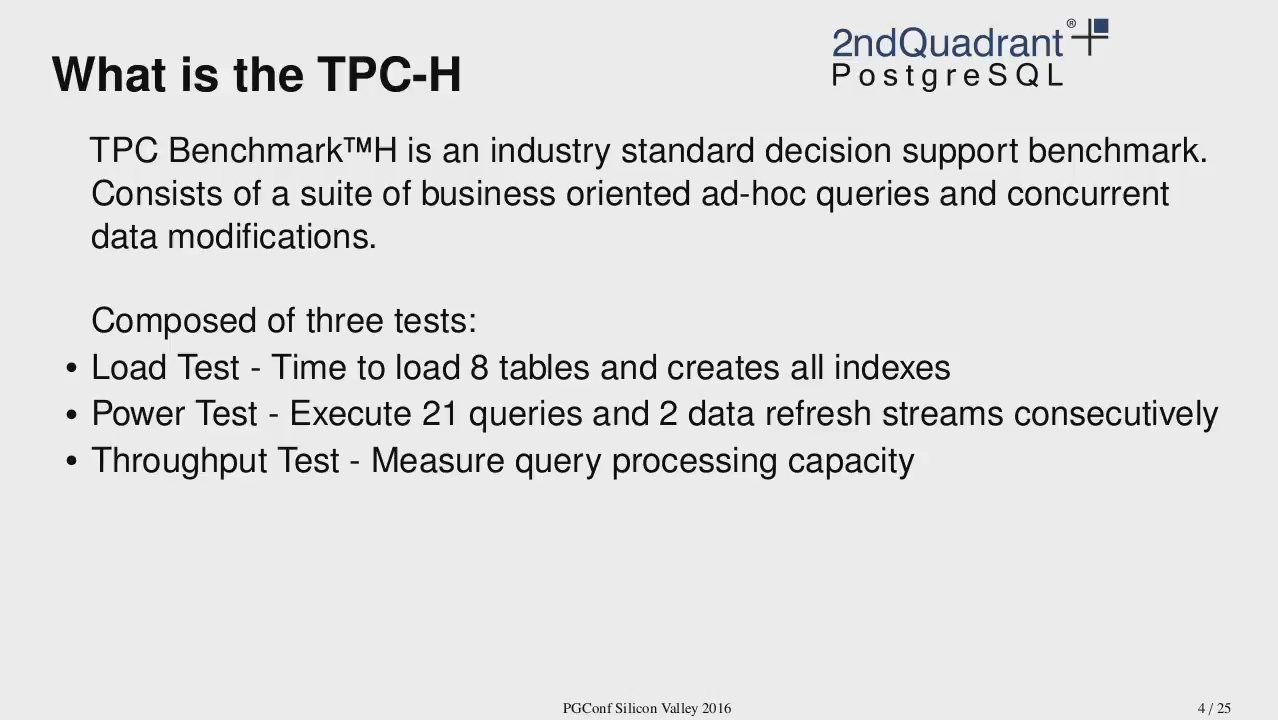 What is the TPC-H
2ndQuadrant®
PostgreSQL
TPC Benchmark™H is an industry standard decision support benchmark.
Consists of a suite of business oriented ad-hoc queries and concurrent
data modifications.
Composed of three tests:
• Load Test - Time to load 8 tables and creates all indexes
• Power Test - Execute 21 queries and 2 data refresh streams consecutively
• Throughput Test - Measure query processing capacity
PGConf Silicon Valley 2016
4 / 25